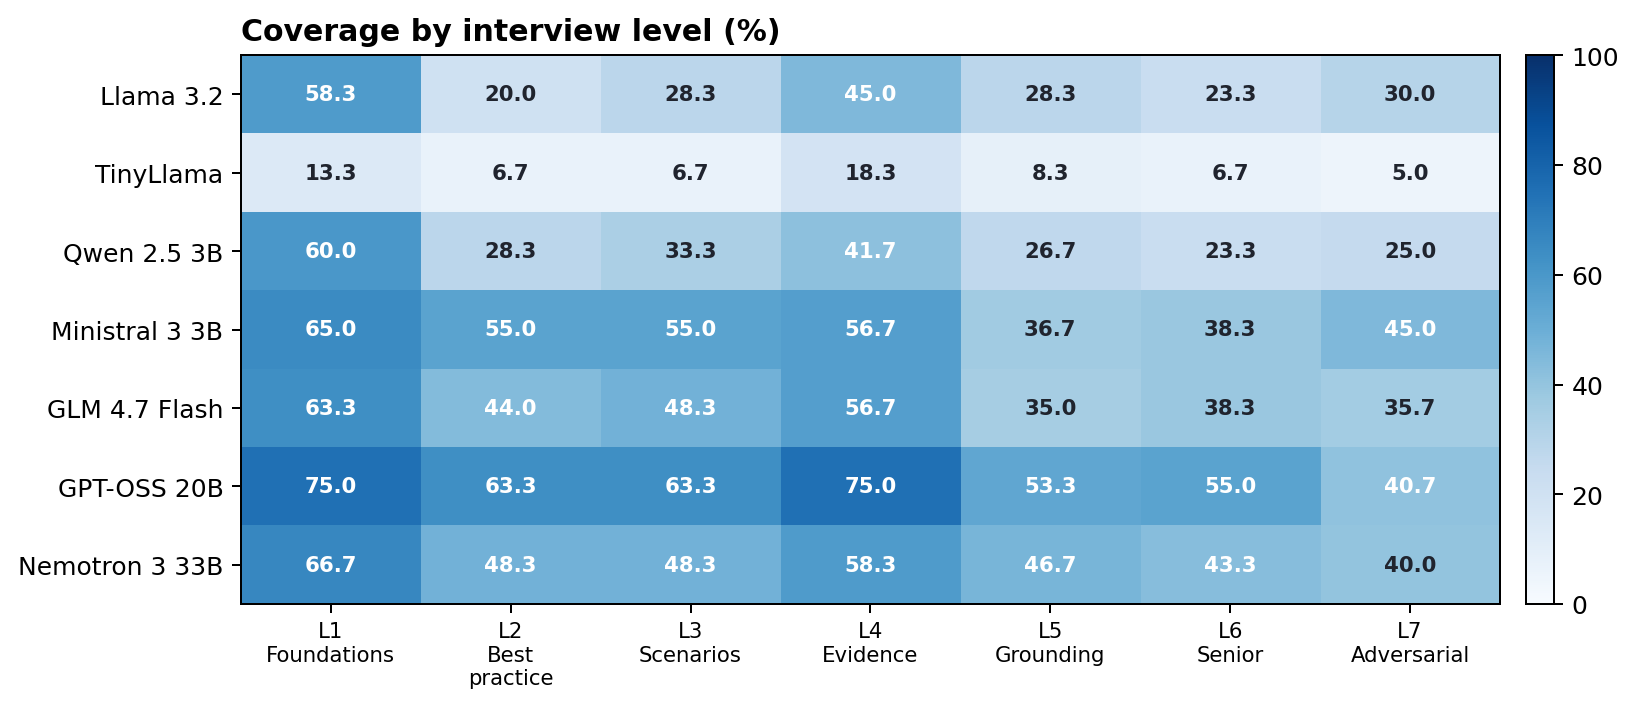 Coverage by interview level (%)
Llama 3.2 58.3 20.0 28.3 45.0 28.3 23.3 30.0
TinyLlama 13.3 6.7 6.7 18.3 8.3 6.7 5.0
Qwen 2.5 3B 60.0 28.3 33.3 41.7 26.7 23.3 25.0
Ministral 3 3B 65.0 55.0 55.0 56.7 36.7 38.3 45.0
GLM 4.7 Flash 63.3 44.0 48.3 56.7 35.0 38.3 35.7
GPT-OSS 20B 75.0 63.3 63.3 75.0 53.3 55.0 40.7
Nemotron 3 33B 66.7 48.3 48.3 58.3 46.7 43.3 40.0
L1 L2 L3 L4 L5 L6 L7
Foundations Best Scenarios Evidence Grounding Senior Adversarial
practice
100
80
60
40
20
0